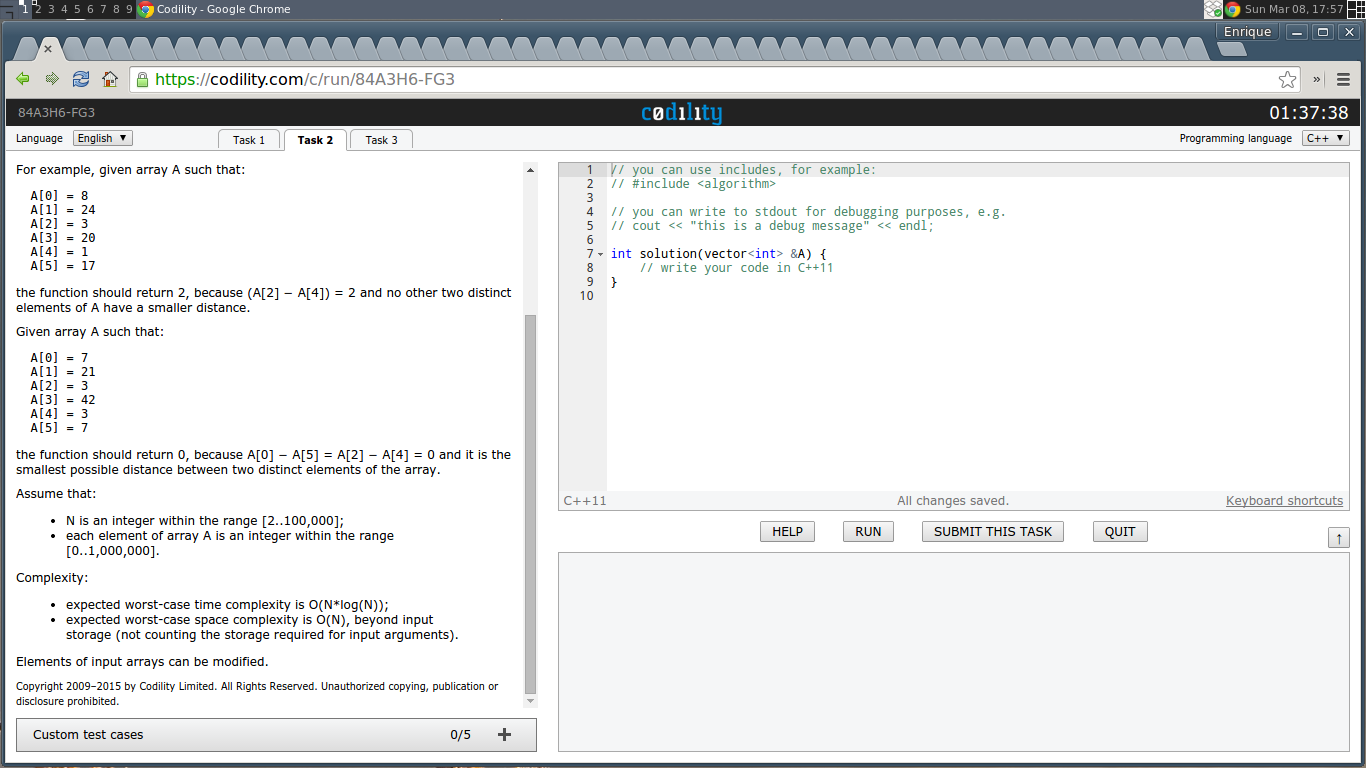 1 2 3 4 5 6 7 8 9 Codility - Google Chrome Sun Mar 08, 17:57
Enrique
https://codility.com/c/run/84A3H6-FG3
84A3H6-FG3 codility 01:37:38
Language English Task 1 Task 2 Task 3 Programming language C++
For example, given array A such that:
A[0] = 8
A[1] = 24
A[2] = 3
A[3] = 20
A[4] = 1
A[5] = 17
the function should return 2, because (A[2] − A[4]) = 2 and no other two distinct
elements of A have a smaller distance.
Given array A such that:
A[0] = 7
A[1] = 21
A[2] = 3
A[3] = 42
A[4] = 3
A[5] = 7
the function should return 0, because A[0] − A[5] = A[2] − A[4] = 0 and it is the
smallest possible distance between two distinct elements of the array.
Assume that:
• N is an integer within the range [2..100,000];
• each element of array A is an integer within the range
[0..1,000,000].
Complexity:
• expected worst-case time complexity is O(N*log(N));
• expected worst-case space complexity is O(N), beyond input
storage (not counting the storage required for input arguments).
Elements of input arrays can be modified.
Copyright 2009–2015 by Codility Limited. All Rights Reserved. Unauthorized copying, publication or
disclosure prohibited.
Custom test cases 0/5 +
1 // you can use includes, for example:
2 // #include <algorithm>
3
4 // you can write to stdout for debugging purposes, e.g.
5 // cout << "this is a debug message" << endl;
6
7 int solution(vector<int> &A) {
8 // write your code in C++11
9 }
10
C++11 All changes saved. Keyboard shortcuts
HELP RUN SUBMIT THIS TASK QUIT ↑